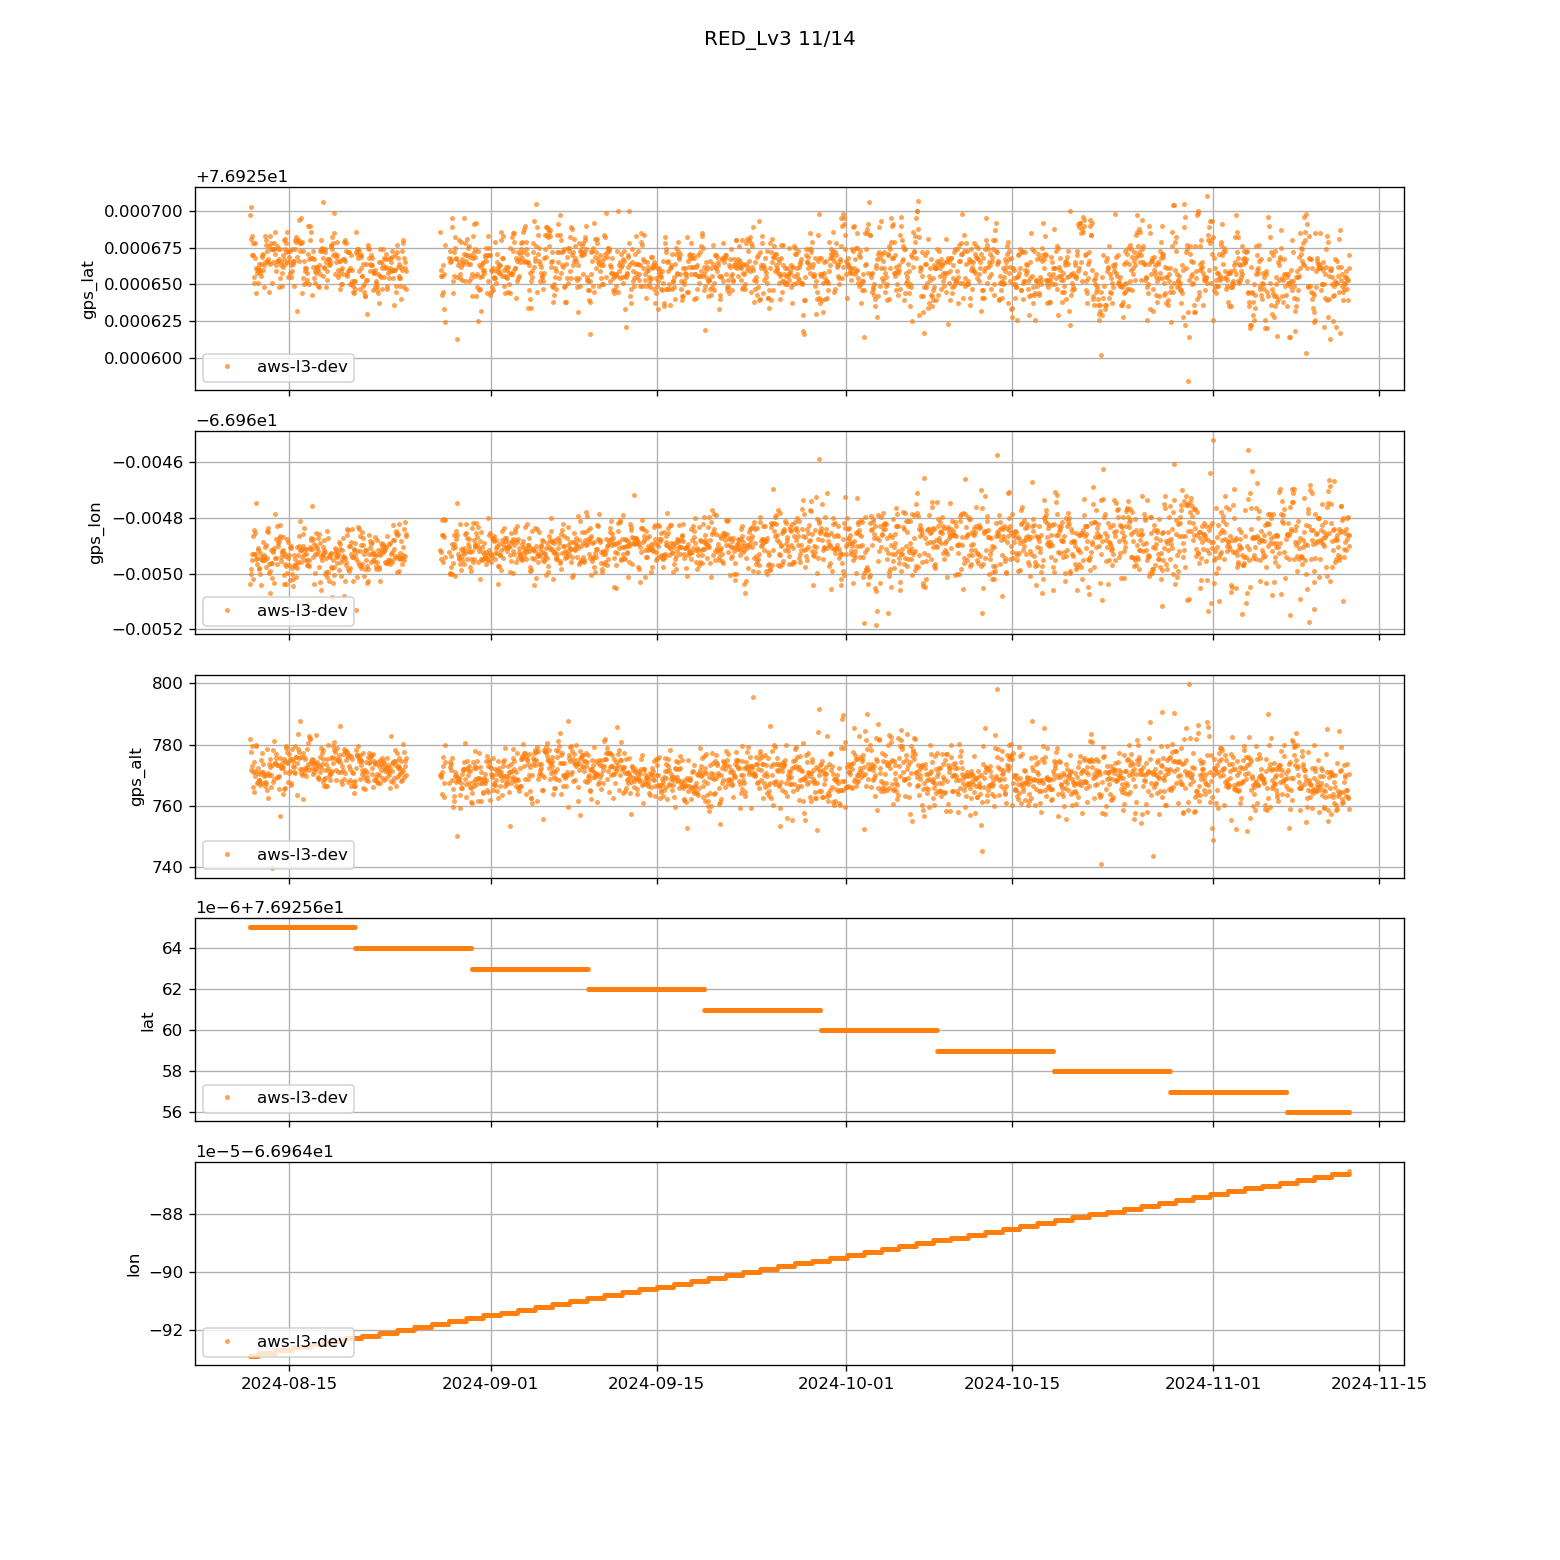 RED_Lv3 11/14
+7.6925e1
0.000700
0.000675
0.000650
0.000625
0.000600
gps_lat
aws-l3-dev
−6.696e1
−0.0046
−0.0048
−0.0050
−0.0052
gps_lon
aws-l3-dev
800
780
760
740
gps_alt
aws-l3-dev
1e−6+7.69256e1
64
62
60
58
56
lat
aws-l3-dev
1e−5−6.6964e1
−88
−90
−92
lon
aws-l3-dev
2024-08-15
2024-09-01
2024-09-15
2024-10-01
2024-10-15
2024-11-01
2024-11-15